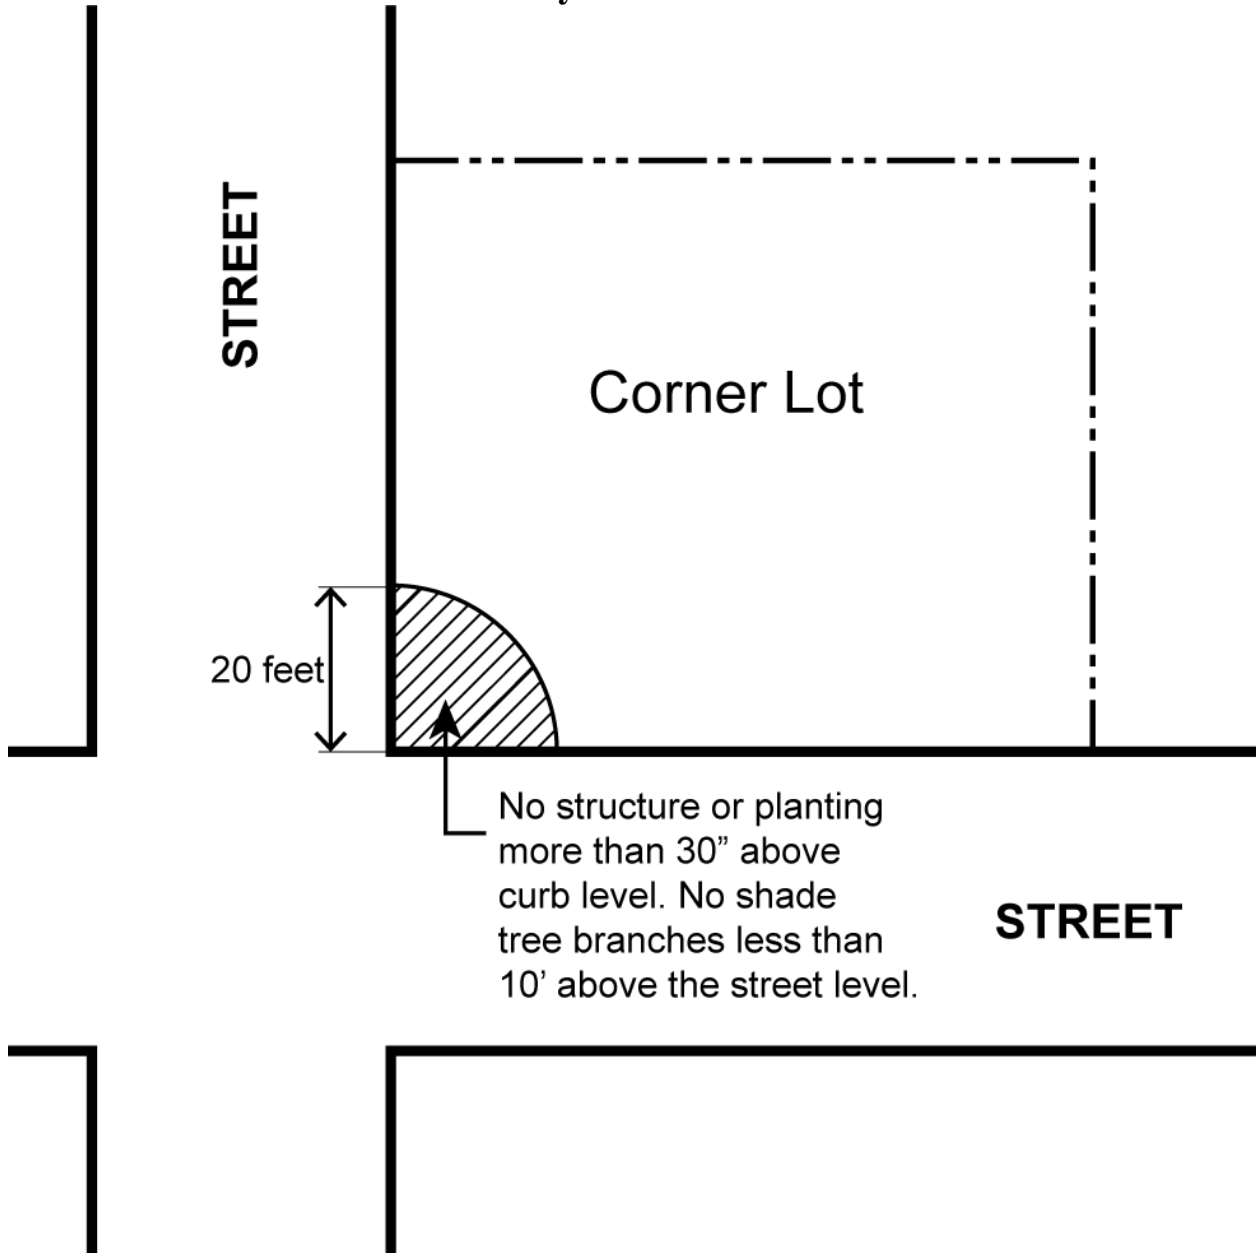 STREET
Corner Lot
20 feet
No structure or planting
more than 30” above
curb level. No shade
tree branches less than
10’ above the street level.
STREET